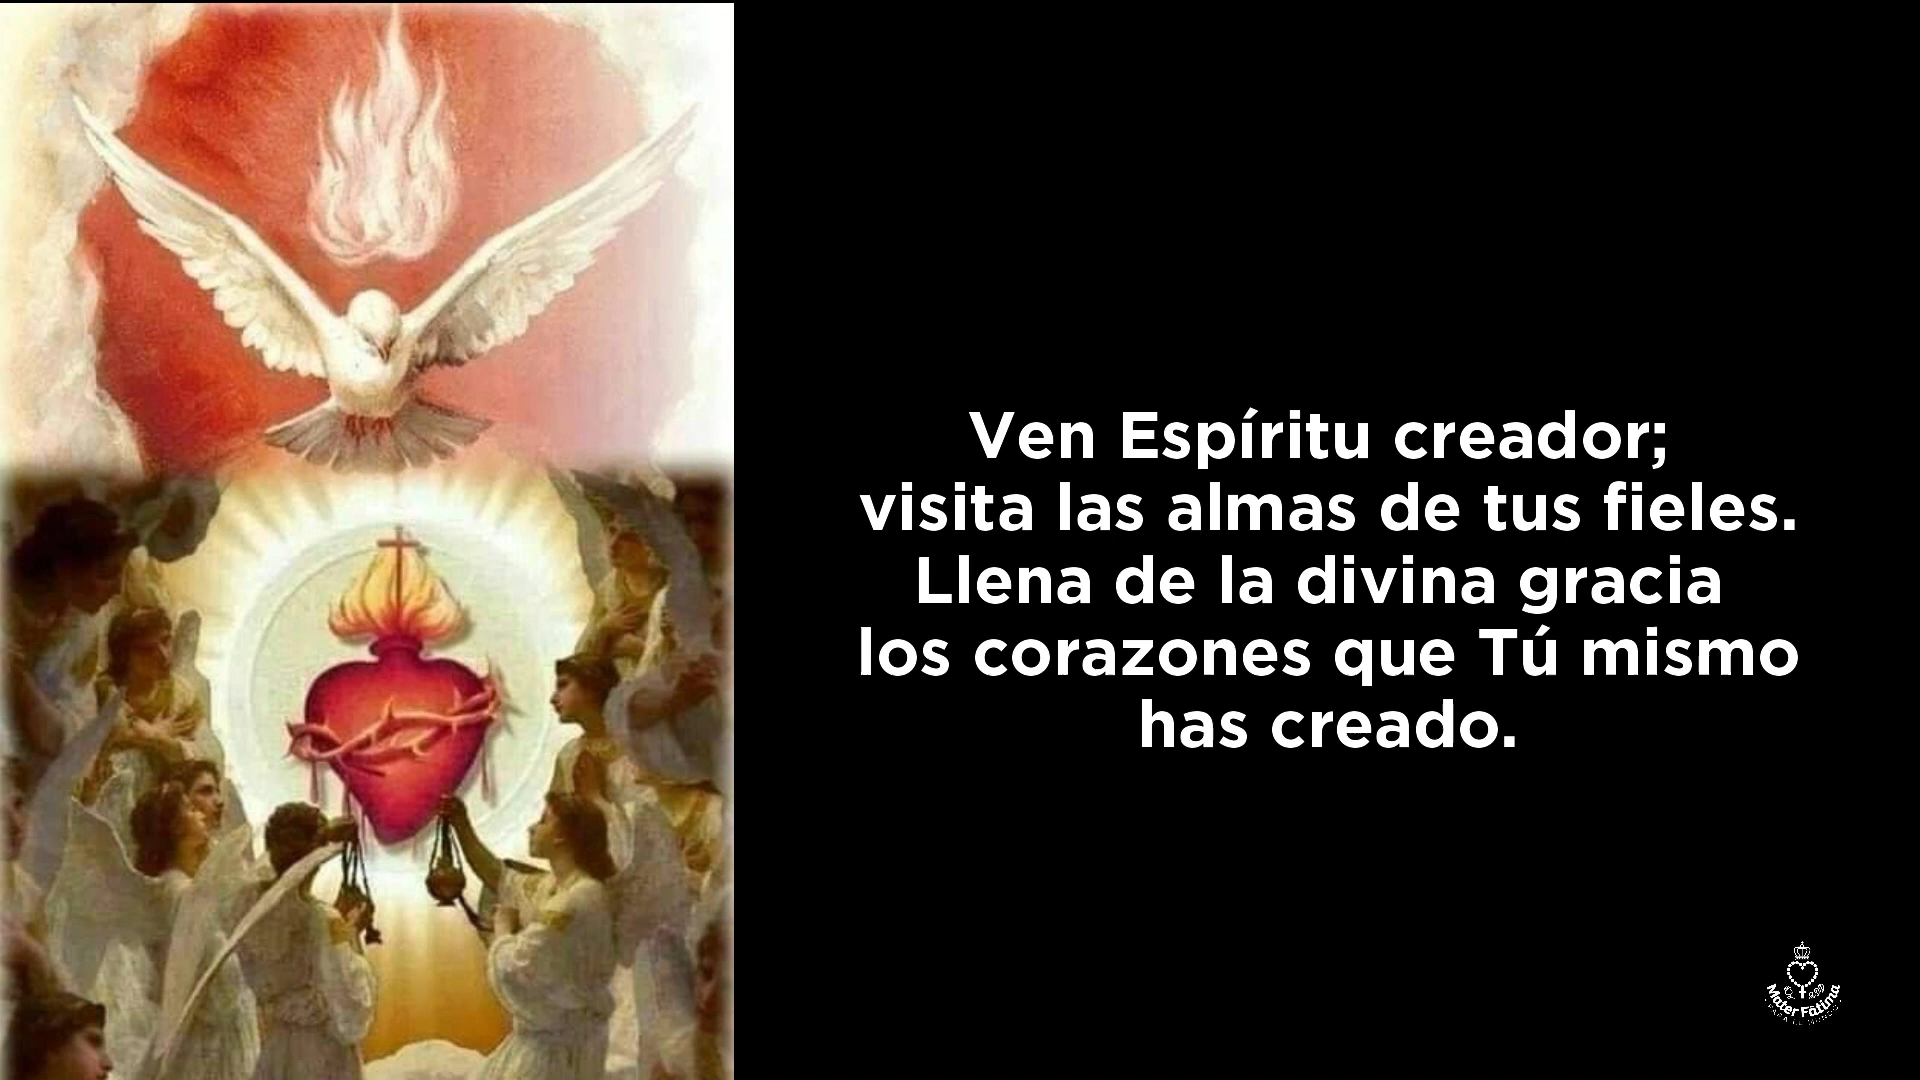 Ven Espíritu creador;
visita las almas de tus fieles.
Llena de la divina gracia
los corazones que Tú mismo
has creado.
Mater Fatima